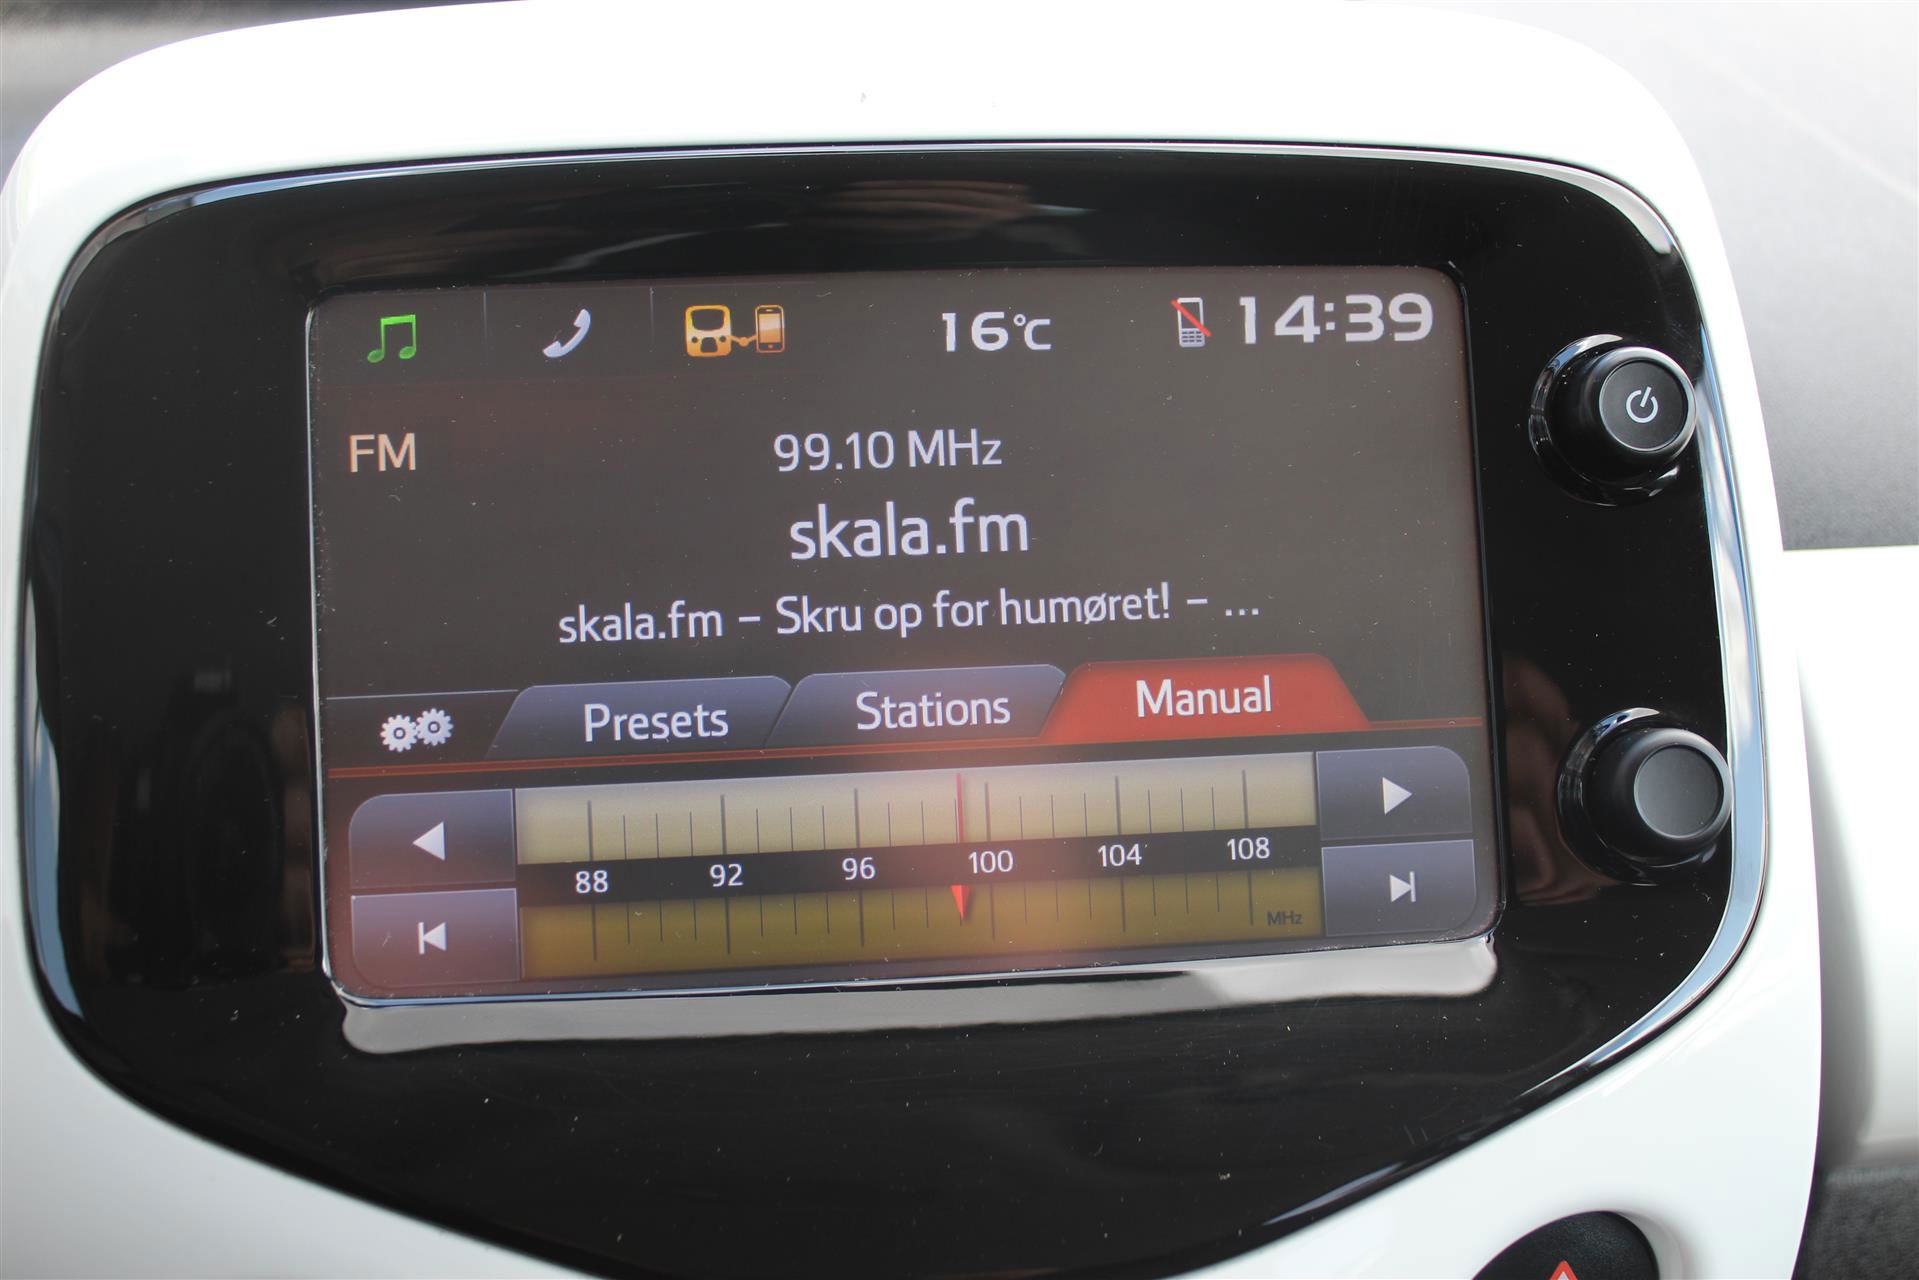 16°C
14:39
FM
99.10 MHz
skala.fm
skala.fm – Skru op for humøret! – ...
Presets
Stations
Manual
88 92 96 100 104 108
MHz